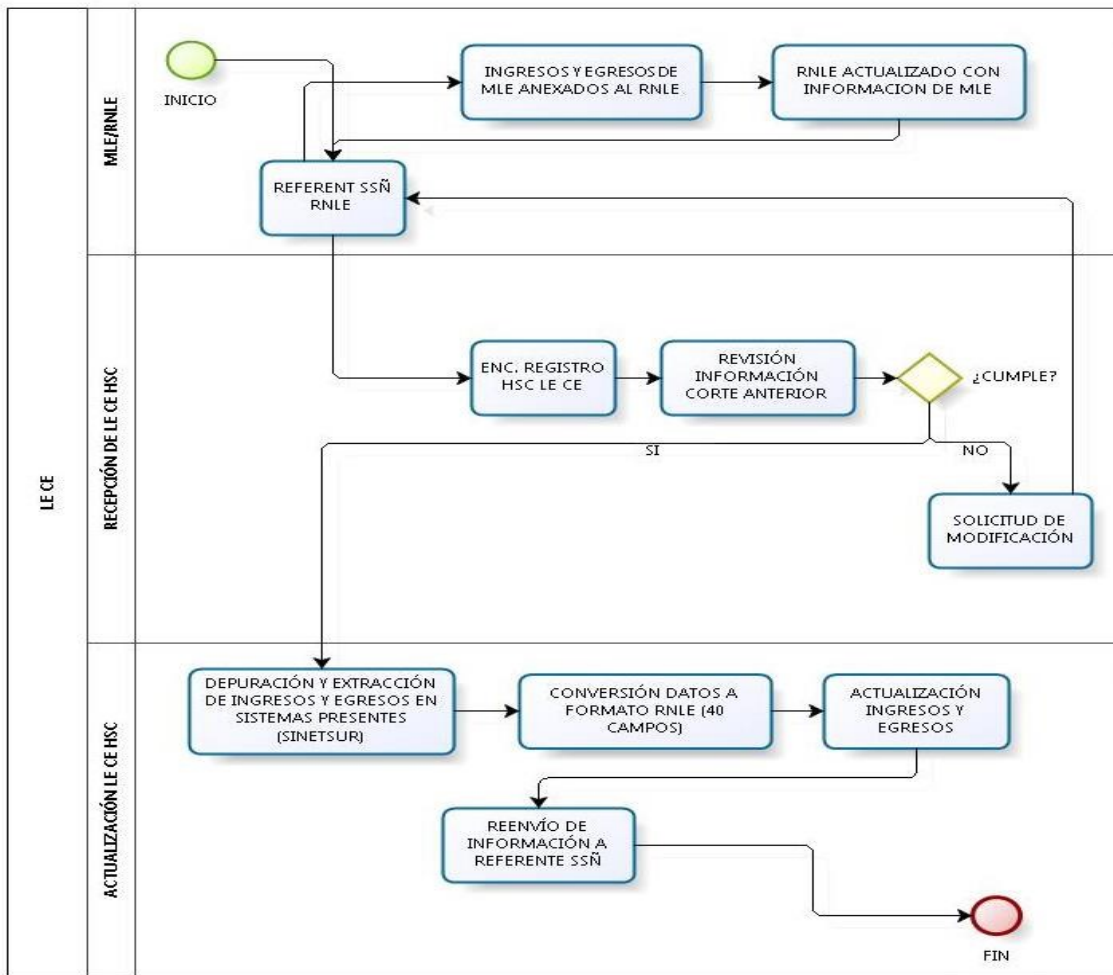 LE CE
MLE/RNLE
INICIO
INGRESOS Y EGRESOS DE
MLE ANEXADOS AL RNLE
RNLE ACTUALIZADO CON
INFORMACION DE MLE
REFERENT SSÑ
RNLE
RECEPCIÓN DE LE CE HSC
ENC. REGISTRO
HSC LE CE
REVISIÓN
INFORMACIÓN
CORTE ANTERIOR
¿CUMPLE?
SI
NO
SOLICITUD DE
MODIFICACIÓN
ACTUALIZACIÓN LE CE HSC
DEPURACIÓN Y EXTRACCIÓN
DE INGRESOS Y EGRESOS EN
SISTEMAS PRESENTES
(SINETSUR)
CONVERSIÓN DATOS A
FORMATO RNLE (40
CAMPOS)
ACTUALIZACIÓN
INGRESOS Y
EGRESOS
REENVÍO DE
INFORMACIÓN A
REFERENTE SSÑ
FIN